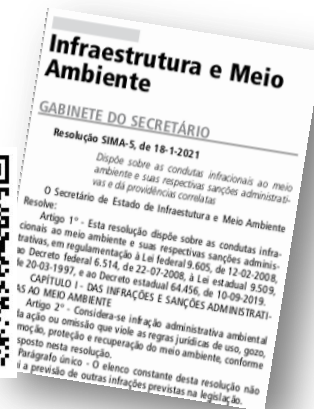 Infraestrutura e Meio
Ambiente
GABINETE DO SECRETÁRIO
Resolução SIMA-5, de 18-1-2021
Dispõe sobre as condutas infracionais ao meio
ambiente e suas respectivas sanções administrati-
vas e dá providências correlatas
O Secretário de Estado de Infraestutura e Meio Ambiente
Resolve:
Artigo 1º - Esta resolução dispõe sobre as condutas infra-
cionais ao meio ambiente e suas respectivas sanções adminis-
trativas, em regulamentação à Lei federal 9.605, de 12-02-2008,
ao Decreto federal 6.514, de 22-07-2008, à Lei estadual 9.509,
de 20-03-1997, e ao Decreto estadual 64.456, de 10-09-2019.
CAPÍTULO I - DAS INFRAÇÕES E SANÇÕES ADMINISTRATI-
AS AO MEIO AMBIENTE
Artigo 2º - Considera-se infração administrativa ambiental
da ação ou omissão que viole as regras jurídicas de uso, gozo,
moção, proteção e recuperação do meio ambiente, conforme
sposto nesta resolução.
Parágrafo único - O elenco constante desta resolução não
i a previsão de outras infrações previstas na legislação.